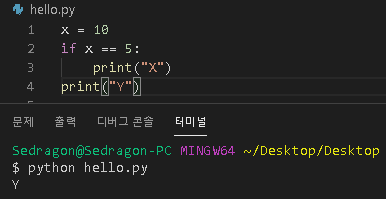 hello.py
1 x = 10
2 if x == 5:
3     print("X")
4 print("Y")
문제 출력 디버그 콘솔 터미널
Sedragon@Sedragon-PC MINGW64 ~/Desktop/Desktop
$ python hello.py
Y